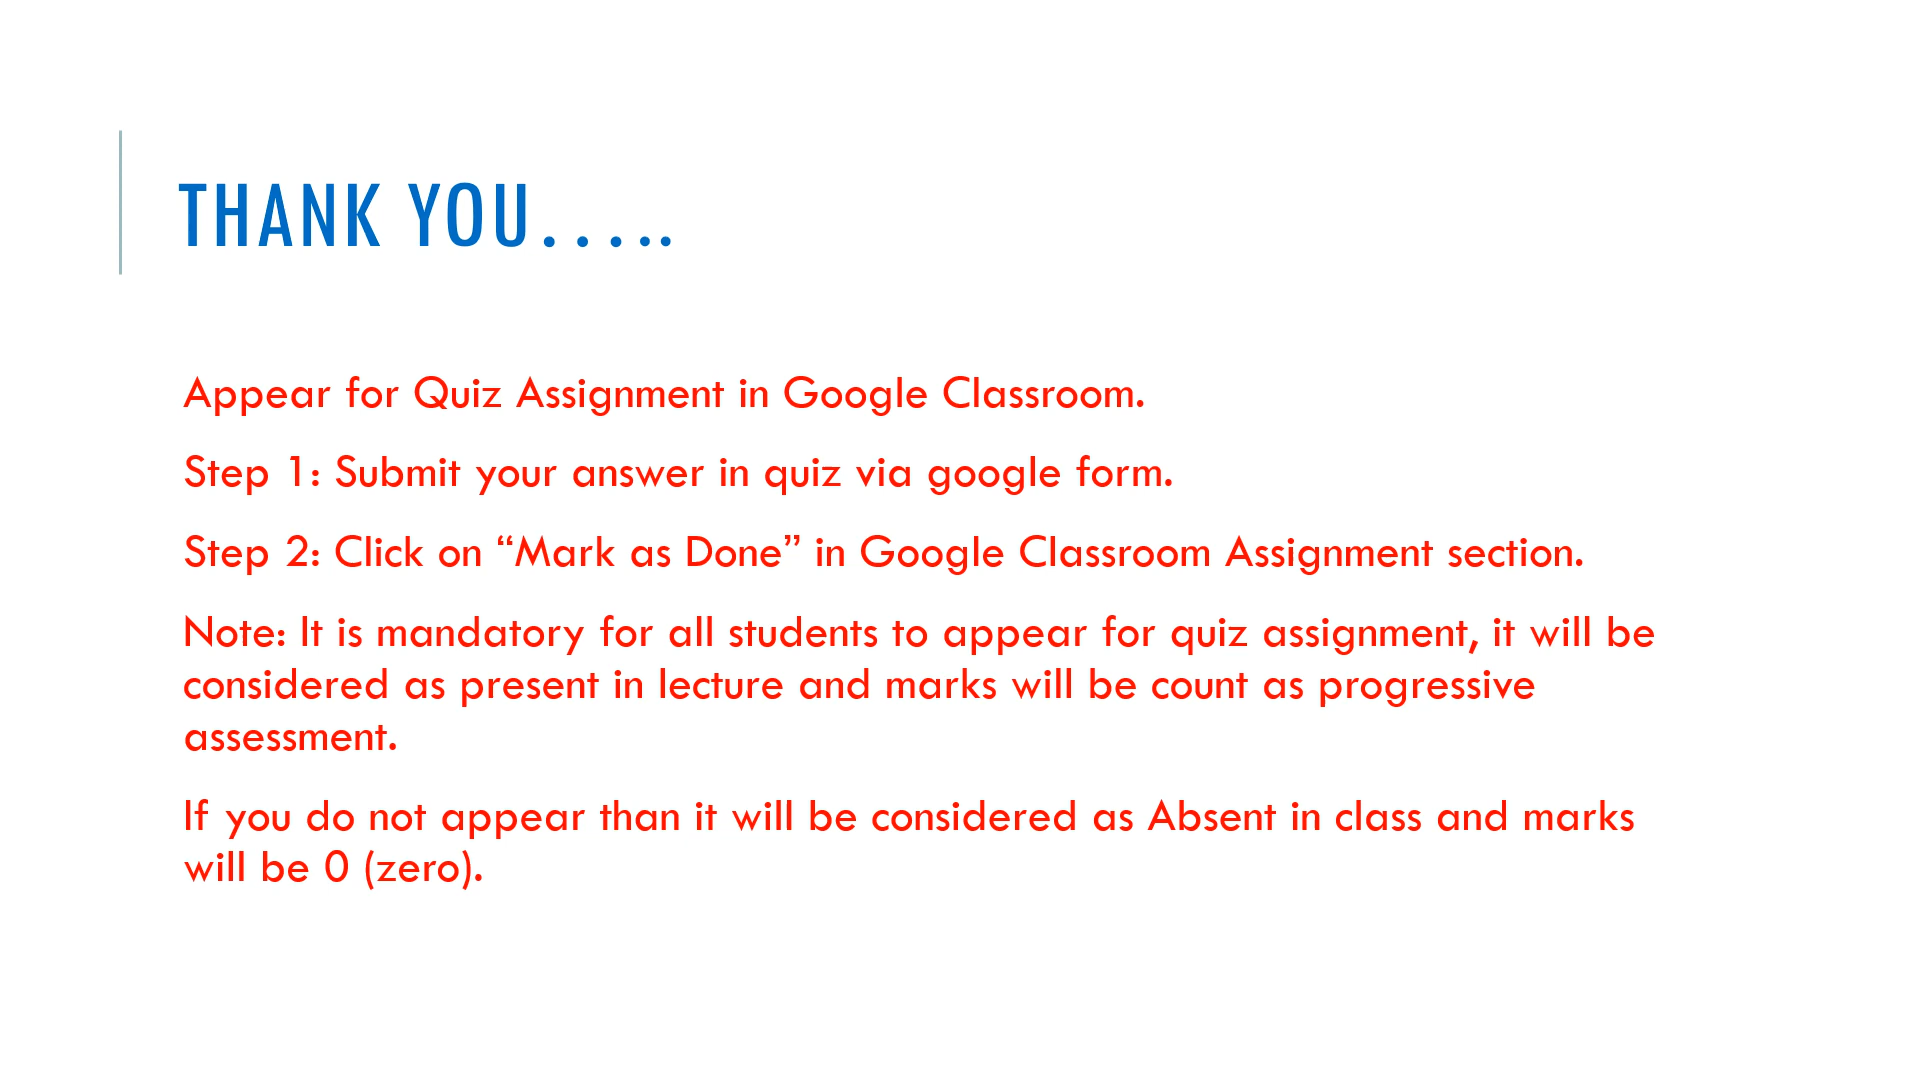 THANK YOU…..
Appear for Quiz Assignment in Google Classroom.
Step 1: Submit your answer in quiz via google form.
Step 2: Click on “Mark as Done” in Google Classroom Assignment section.
Note: It is mandatory for all students to appear for quiz assignment, it will be
considered as present in lecture and marks will be count as progressive
assessment.
If you do not appear than it will be considered as Absent in class and marks
will be 0 (zero).